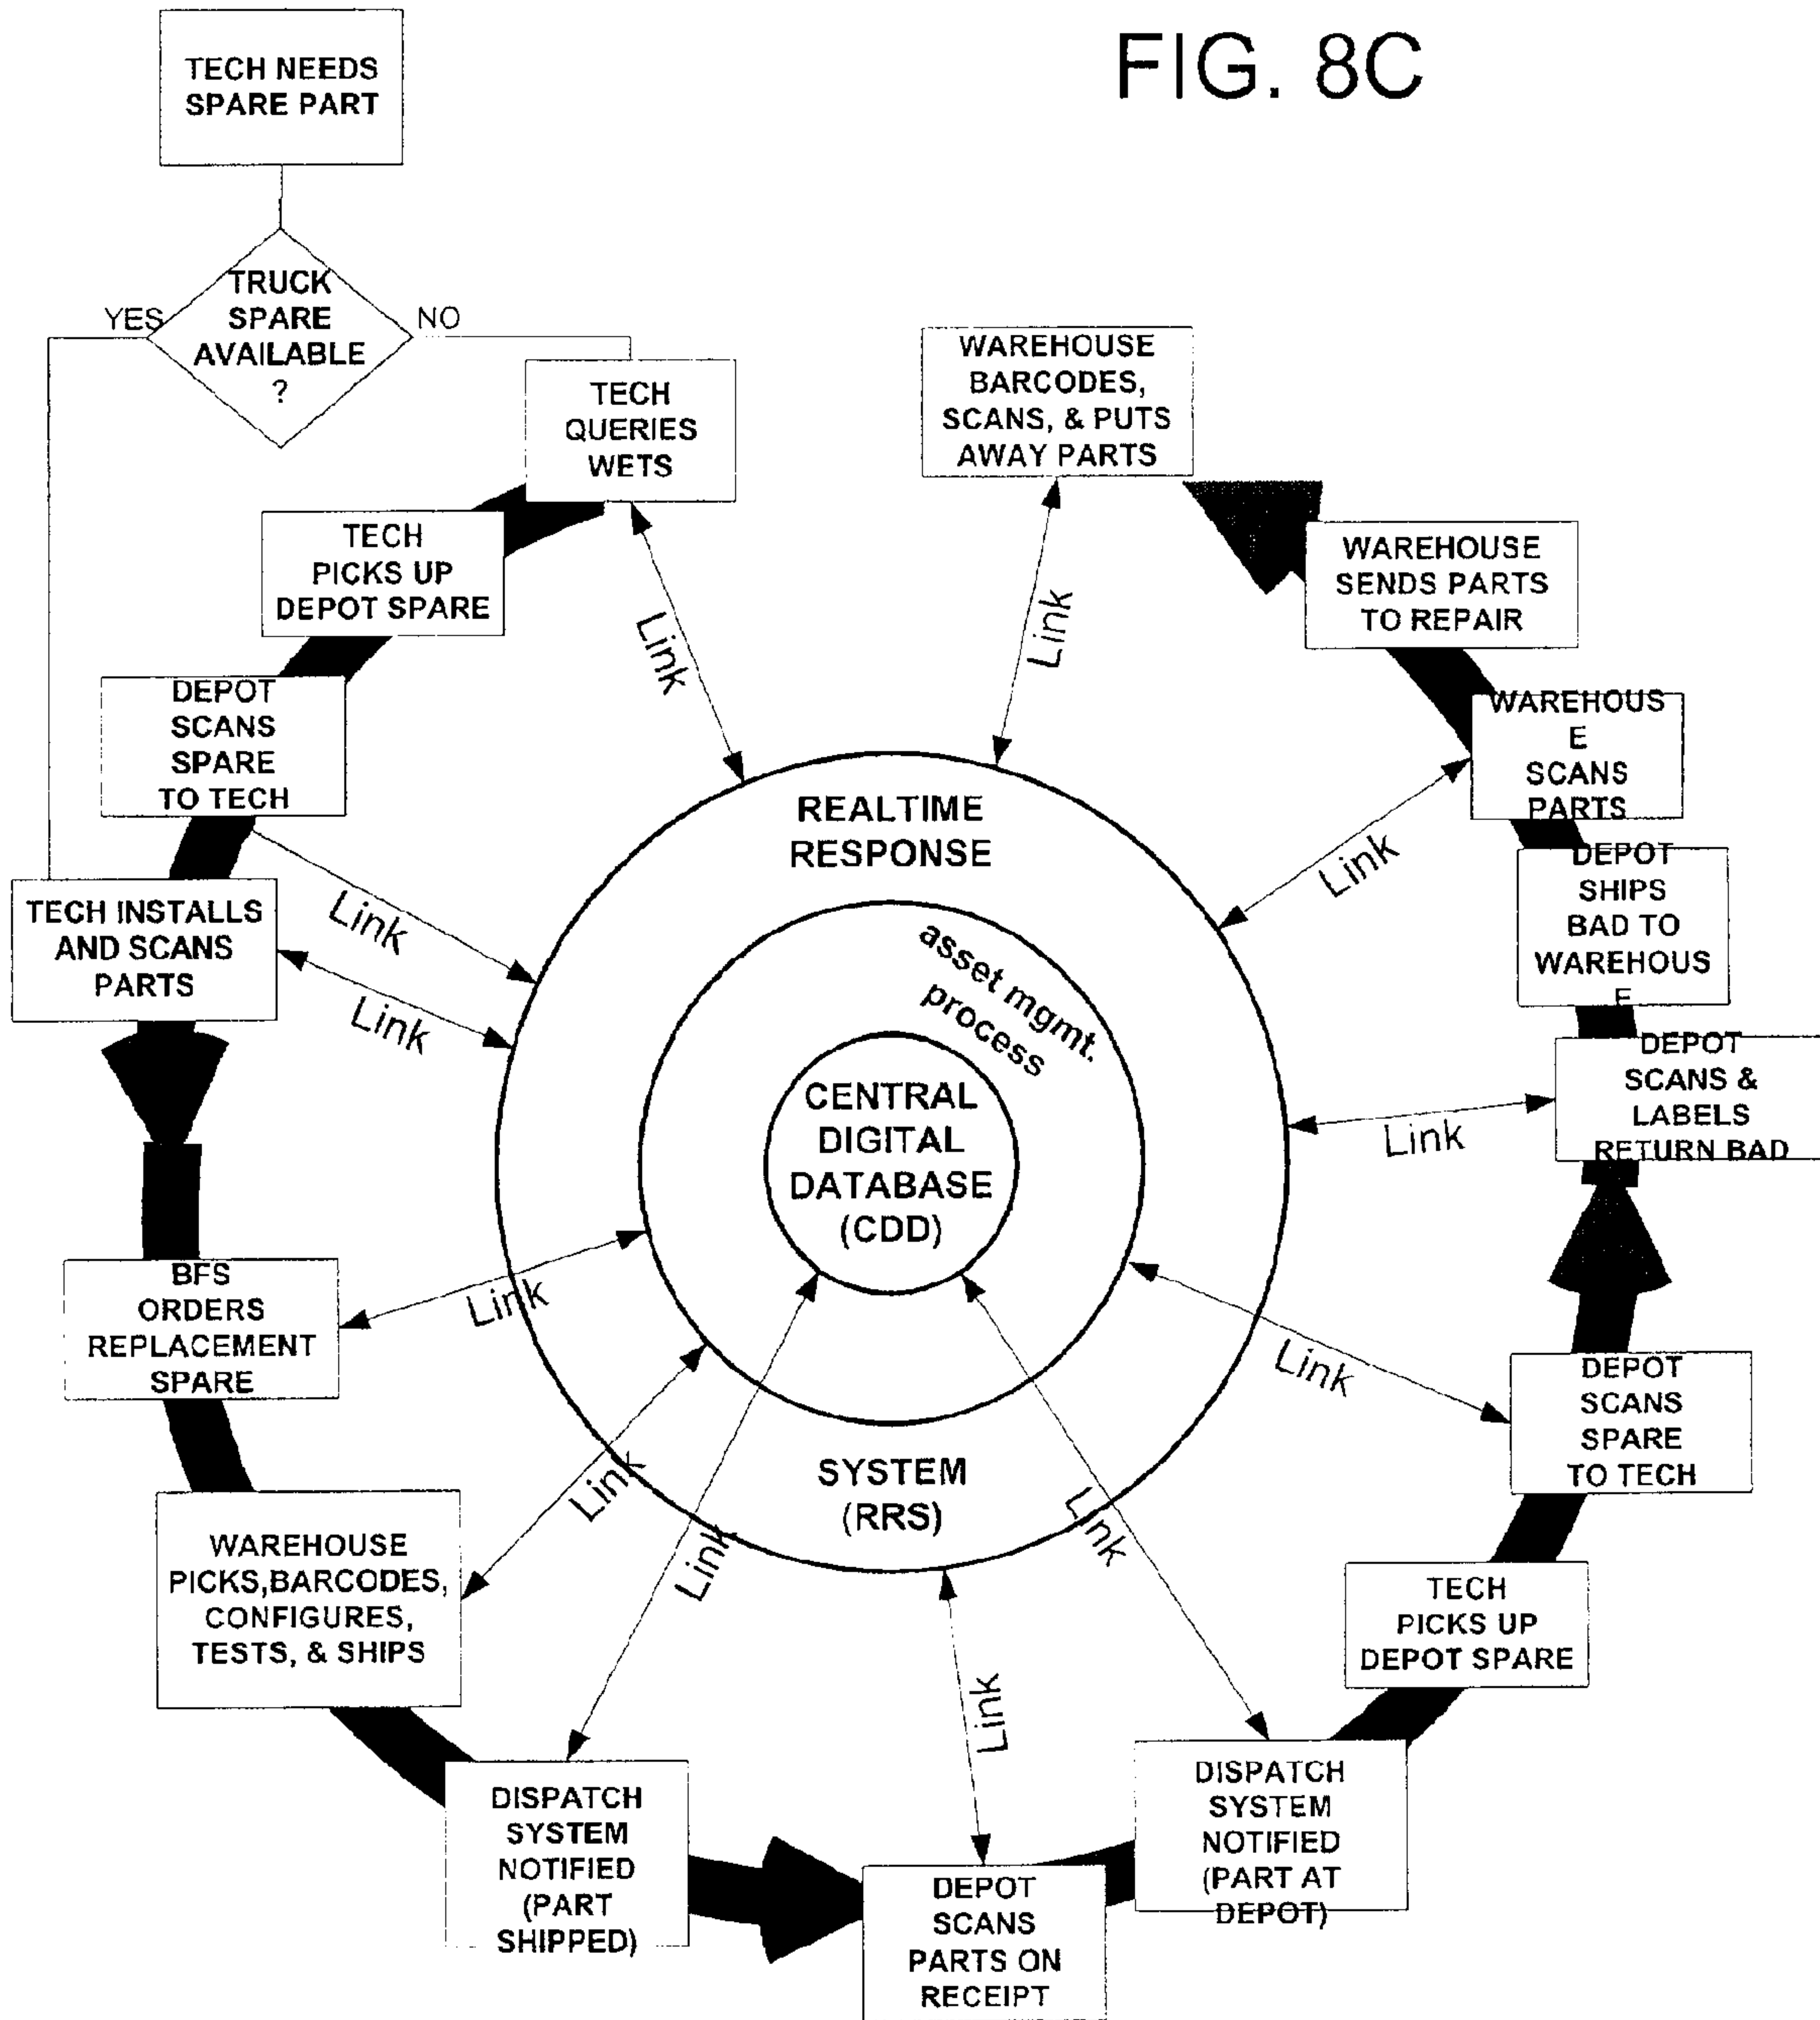 FIG. 8C
TECH NEEDS
SPARE PART
TRUCK
SPARE
AVAILABLE
?
YES
NO
TECH
QUERIES
WETS
TECH
PICKS UP
DEPOT SPARE
DEPOT
SCANS
SPARE
TO TECH
TECH INSTALLS
AND SCANS
PARTS
BFS
ORDERS
REPLACEMENT
SPARE
WAREHOUSE
PICKS,BARCODES,
CONFIGURES,
TESTS, & SHIPS
DISPATCH
SYSTEM
NOTIFIED
(PART
SHIPPED)
DEPOT
SCANS
PARTS ON
RECEIPT
DISPATCH
SYSTEM
NOTIFIED
(PART AT
DEPOT)
TECH
PICKS UP
DEPOT SPARE
DEPOT
SCANS
SPARE
TO TECH
DEPOT
SCANS &
LABELS
RETURN BAD
DEPOT
SHIPS
BAD TO
WAREHOUS
E
WAREHOUS
E
SCANS
PARTS
WAREHOUSE
SENDS PARTS
TO REPAIR
WAREHOUSE
BARCODES,
SCANS, & PUTS
AWAY PARTS
REALTIME
RESPONSE
asset mgmt.
process
CENTRAL
DIGITAL
DATABASE
(CDD)
SYSTEM
(RRS)
Link
Link
Link
Link
Link
Link
Link
Link
Link
Link
Link
Link